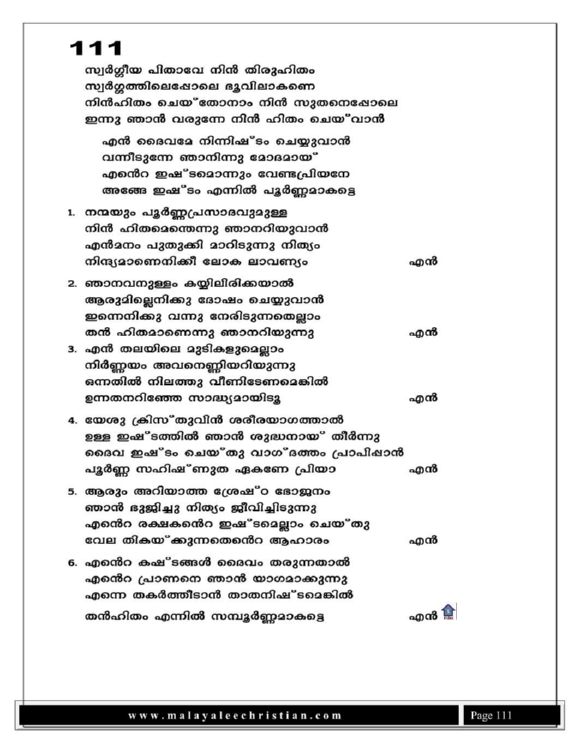 111
സ്വർഗ്ഗീയ പിതാവേ നിൻ തിരുഹിതം
സ്വർഗ്ഗത്തിലെപ്പോലെ ഭൂവിലാകണെ
നിൻഹിതം ചെയ്തോനാം നിൻ സുതനെപ്പോലെ
ഇന്നു ഞാൻ വരുന്നേ നിൻ ഹിതം ചെയ്‌വാൻ
എൻ ദൈവമേ നിന്നിഷ്ടം ചെയ്യുവാൻ
വന്നീടുന്നേ ഞാനിന്നു മോദമായ്
എന്റെ ഇഷ്ടമൊന്നും വേണ്ടപ്രിയനേ
അങ്ങേ ഇഷ്ടം എന്നിൽ പൂർണ്ണമാകട്ടെ
1. നന്മയും പൂർണ്ണപ്രസാദവുമുള്ള
നിൻ ഹിതമെന്തെന്നു ഞാനറിയുവാൻ
എൻമനം പുതുക്കി മാറിടുന്നു നിത്യം
നിന്ദ്യമാണെനിക്കീ ലോക ലാവണ്യം എൻ
2. ഞാനവനുള്ളം കയ്യിലിരിക്കയാൽ
ആരുമില്ലെനിക്കു ദോഷം ചെയ്യുവാൻ
ഇന്നെനിക്കു വന്നു നേരിടുന്നതെല്ലാം
തൻ ഹിതമാണെന്നു ഞാനറിയുന്നു എൻ
3. എൻ തലയിലെ മുടികളുമെല്ലാം
നിർണ്ണയം അവനെണ്ണിയറിയുന്നു
ഒന്നതിൽ നിലത്തു വീണിടേണമെങ്കിൽ
ഉന്നതനറിഞ്ഞേ സാദ്ധ്യമായിടൂ എൻ
4. യേശു ക്രിസ്തുവിൻ ശരീരയാഗത്താൽ
ഉള്ള ഇഷ്ടത്തിൽ ഞാൻ ശുദ്ധനായ് തീർന്നു
ദൈവ ഇഷ്ടം ചെയ്തു വാഗ്ദത്തം പ്രാപിപ്പാൻ
പൂർണ്ണ സഹിഷ്ണുത ഏകണേ പ്രിയാ എൻ
5. ആരും അറിയാത്ത ശ്രേഷ്ഠ ഭോജനം
ഞാൻ ഭുജിച്ചു നിത്യം ജീവിച്ചിടുന്നു
എന്റെ രക്ഷകന്റെ ഇഷ്ടമെല്ലാം ചെയ്തു
വേല തികയ്ക്കുന്നതെന്റെ ആഹാരം എൻ
6. എന്റെ കഷ്ടങ്ങൾ ദൈവം തരുന്നതാൽ
എന്റെ പ്രാണനെ ഞാൻ യാഗമാക്കുന്നു
എന്നെ തകർത്തീടാൻ താതനിഷ്ടമെങ്കിൽ
തൻഹിതം എന്നിൽ സമ്പൂർണ്ണമാകട്ടെ എൻ
www.malayaleechristian.com Page 111